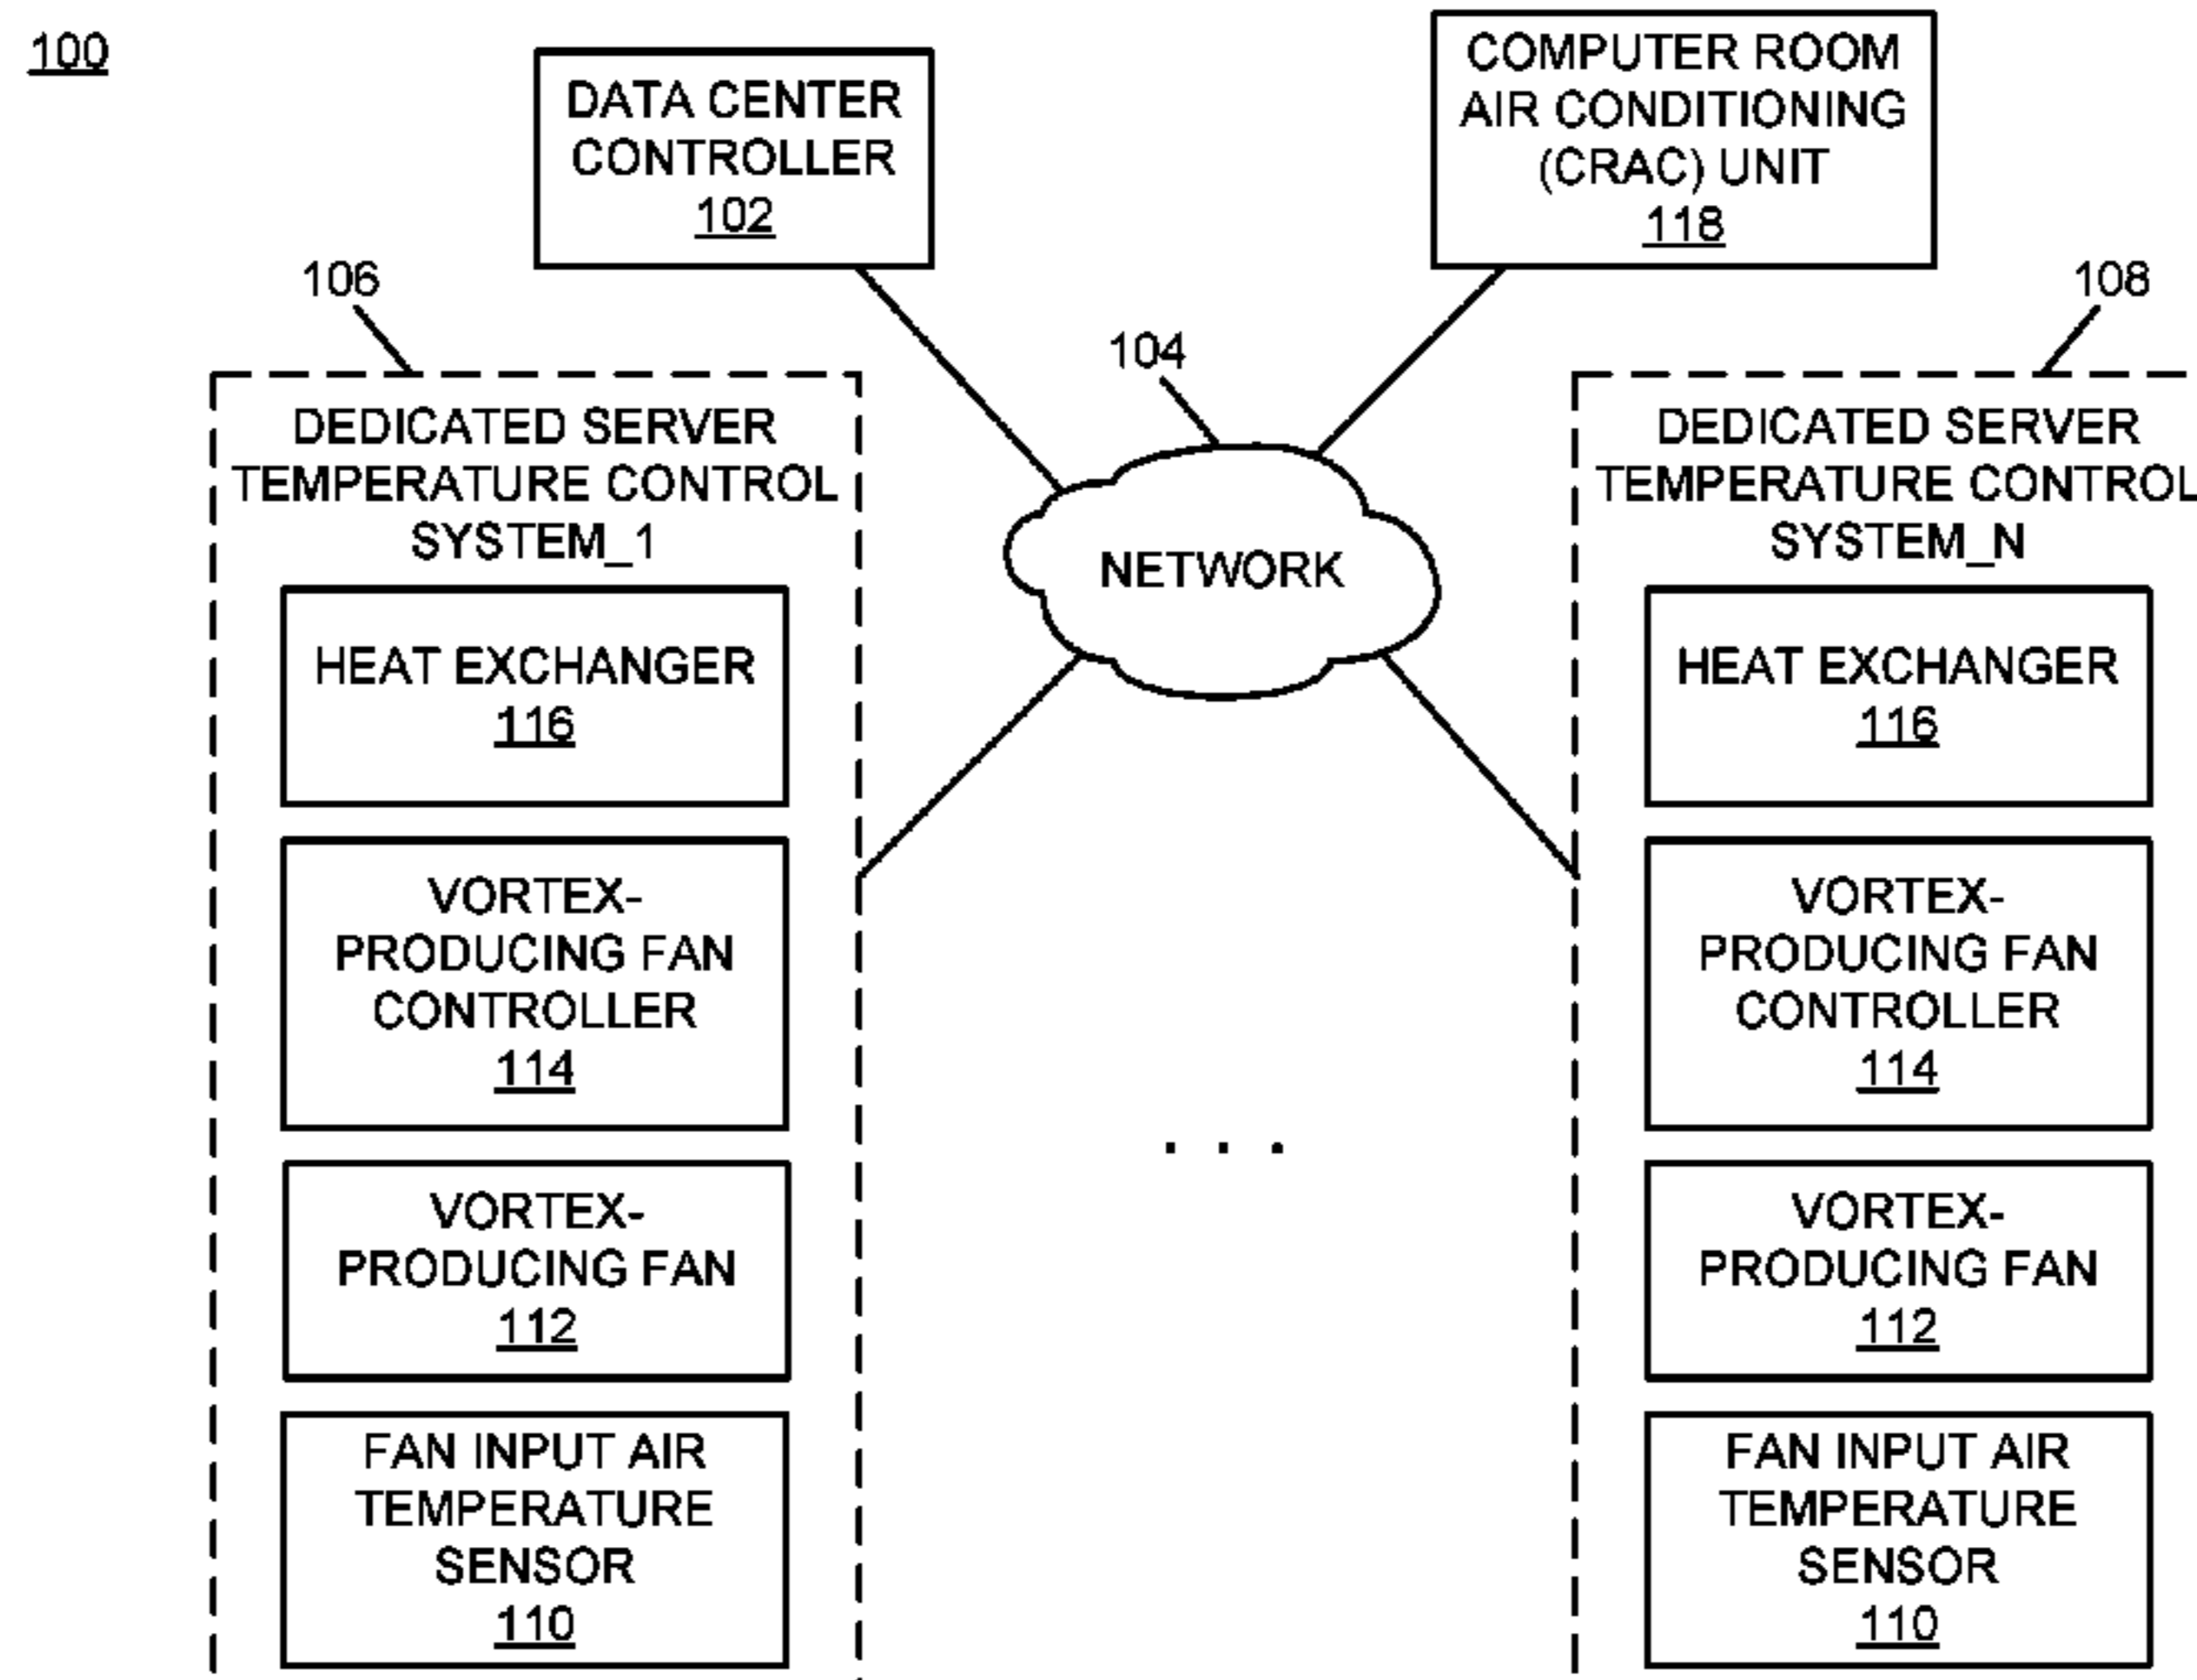 100
DATA CENTER
CONTROLLER
102
COMPUTER ROOM
AIR CONDITIONING
(CRAC) UNIT
118
106
104
108
DEDICATED SERVER
TEMPERATURE CONTROL
SYSTEM_1
NETWORK
DEDICATED SERVER
TEMPERATURE CONTROL
SYSTEM_N
HEAT EXCHANGER
116
HEAT EXCHANGER
116
VORTEX-
PRODUCING FAN
CONTROLLER
114
VORTEX-
PRODUCING FAN
CONTROLLER
114
. . .
VORTEX-
PRODUCING FAN
112
VORTEX-
PRODUCING FAN
112
FAN INPUT AIR
TEMPERATURE
SENSOR
110
FAN INPUT AIR
TEMPERATURE
SENSOR
110